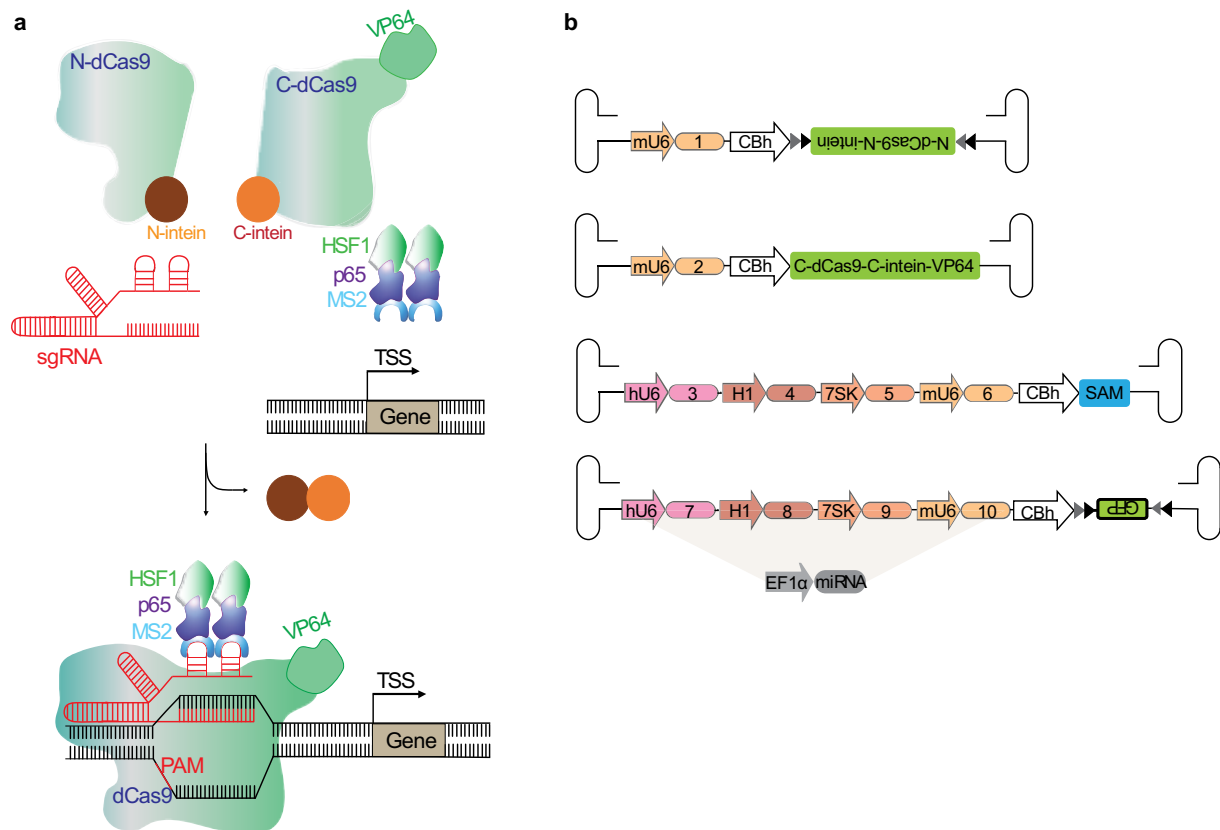 a
VP64
N-dCas9
C-dCas9
N-intein
C-intein
HSF1
p65
MS2
sgRNA
TSS
Gene
HSF1
p65
MS2
VP64
TSS
Gene
PAM
dCas9
b
mU6 1 CBh N-dCas9-N-intein
mU6 2 CBh C-dCas9-C-intein-VP64
hU6 3 H1 4 7SK 5 mU6 6 CBh SAM
hU6 7 H1 8 7SK 9 mU6 10 CBh GFP
EF1α miRNA